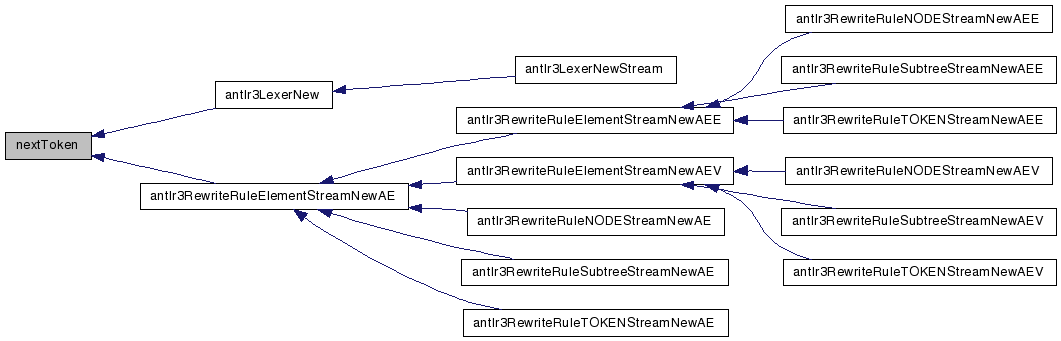 nextToken
antlr3LexerNew
antlr3LexerNewStream
antlr3RewriteRuleElementStreamNewAE
antlr3RewriteRuleElementStreamNewAEE
antlr3RewriteRuleNODEStreamNewAEE
antlr3RewriteRuleSubtreeStreamNewAEE
antlr3RewriteRuleTOKENStreamNewAEE
antlr3RewriteRuleElementStreamNewAEV
antlr3RewriteRuleNODEStreamNewAEV
antlr3RewriteRuleSubtreeStreamNewAEV
antlr3RewriteRuleTOKENStreamNewAEV
antlr3RewriteRuleNODEStreamNewAE
antlr3RewriteRuleSubtreeStreamNewAE
antlr3RewriteRuleTOKENStreamNewAE